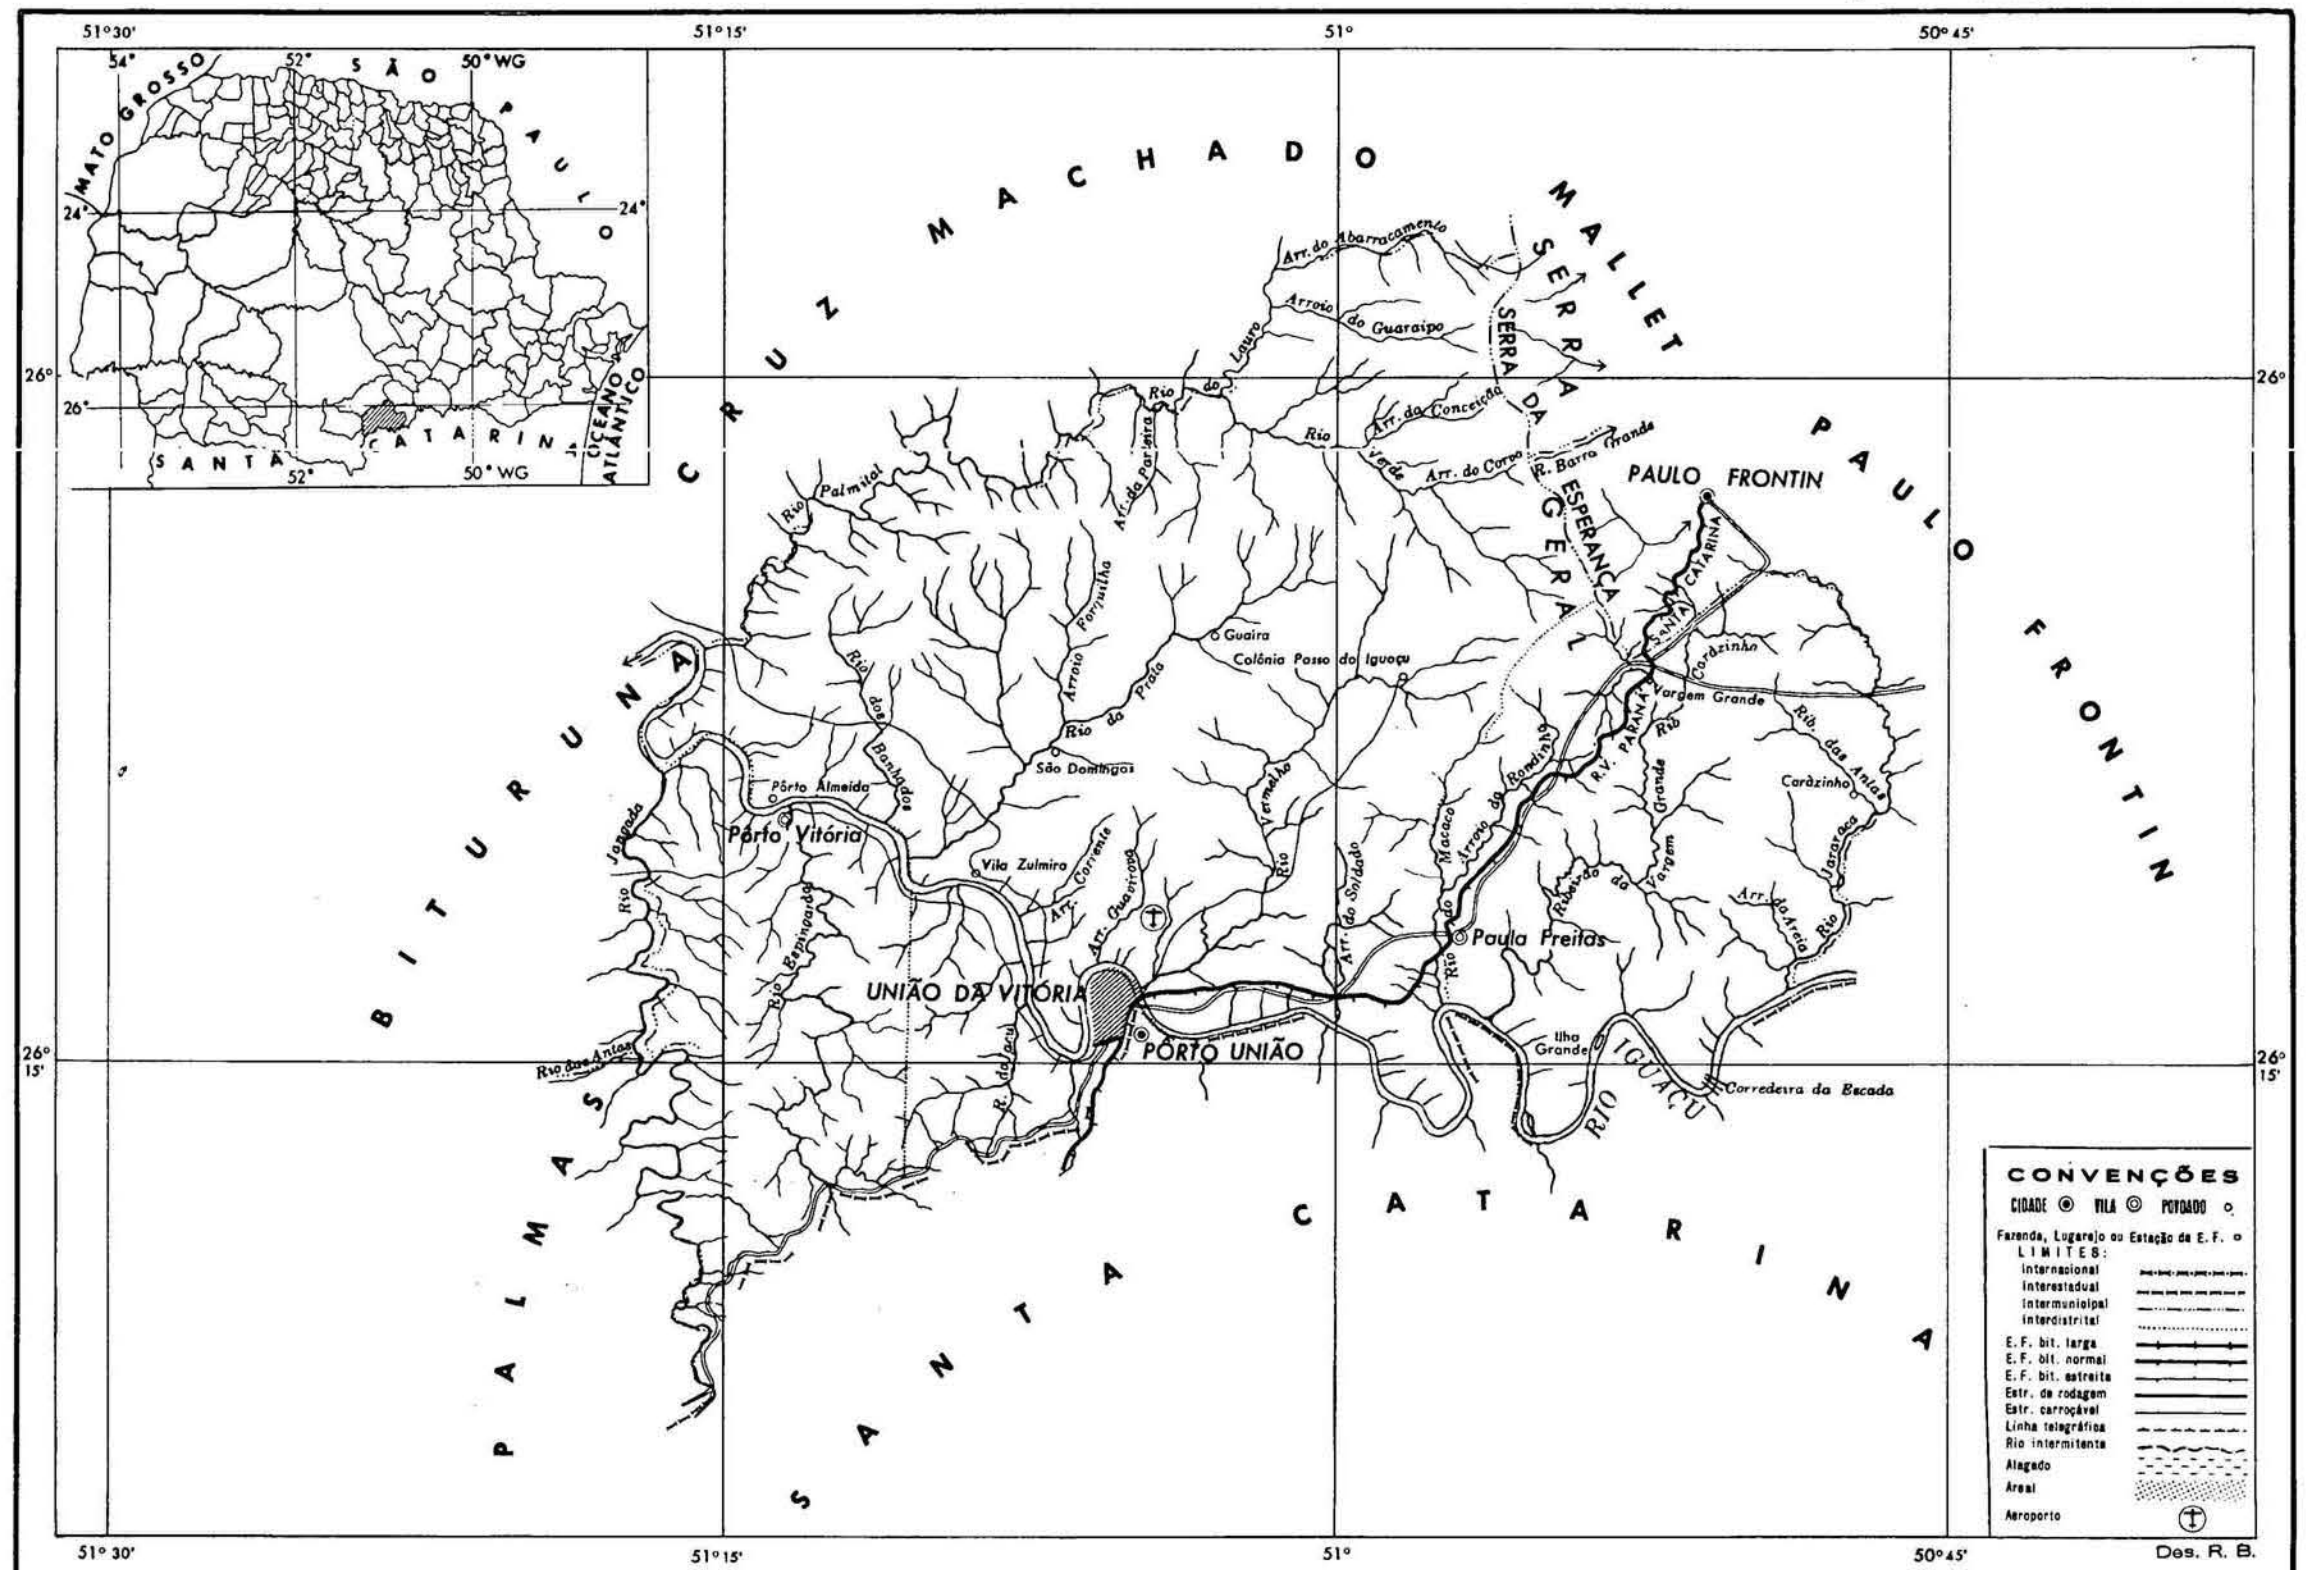 51°30'
51°15'
51°
50°45'
54°
52°
50° WG
MATO GROSSO
SÃO PAULO
24°
24°
26°
26°
26°
SANTA CATARINA
OCEANO
ATLÂNTICO
52°
50° WG
CRUZ MACHADO
MALLET
SERRA GERAL
SERRA DA ESPERANÇA
PAULO FRONTIN
Arr. do Abarracamento
Arroio do Guaraipo
Rio do Louro
Arr. da Conceição
Arr. da Parteira
Rio Verde
Arr. do Corvo
R. Barra Grande
PAULO FRONTIN
Rio Palmital
R.V. PARANÁ SANTA CATARINA
Arroio Forquilha
Guaira
Colônia Passo do Iguaçu
Rio da Praia
Rio dos Banhados
São Domingos
Caràzinho
Vargem Grande
Rib. Vargem Grande
Rib. das Antas
Caràzinho
BITURUNA
Pôrto Almeida
Pôrto Vitória
Rio Jangada
Vila Zulmira
Arr. Corrente
Arr. Guavirova
Rio Vermelho
Arr. do Soldado
Rio do Macaco
Arroio do Rondinho
Ribeirão da Vargem
Rio Jararaca
Arr. da Areia
Paula Freitas
Rio Espingarda
UNIÃO DA VITÓRIA
PÔRTO UNIÃO
Ilha
Grande
RIO IGUAÇU
Corredeira da Escada
Rio das Antas
26°
15'
26°
15'
PALMAS
SANTA CATARINA
CONVENÇÕES
CIDADE VILA POVOADO
Fazenda, Lugarejo ou Estação de E. F.
LIMITES:
Internacional
Interestadual
Intermunicipal
Interdistrital
E. F. bit. larga
E. F. bit. normal
E. F. bit. estreita
Estr. de rodagem
Estr. carroçável
Linha telegráfica
Rio intermitente
Alagado
Areal
Aeroporto
51° 30'
51° 15'
51°
50° 45'
Des. R. B.